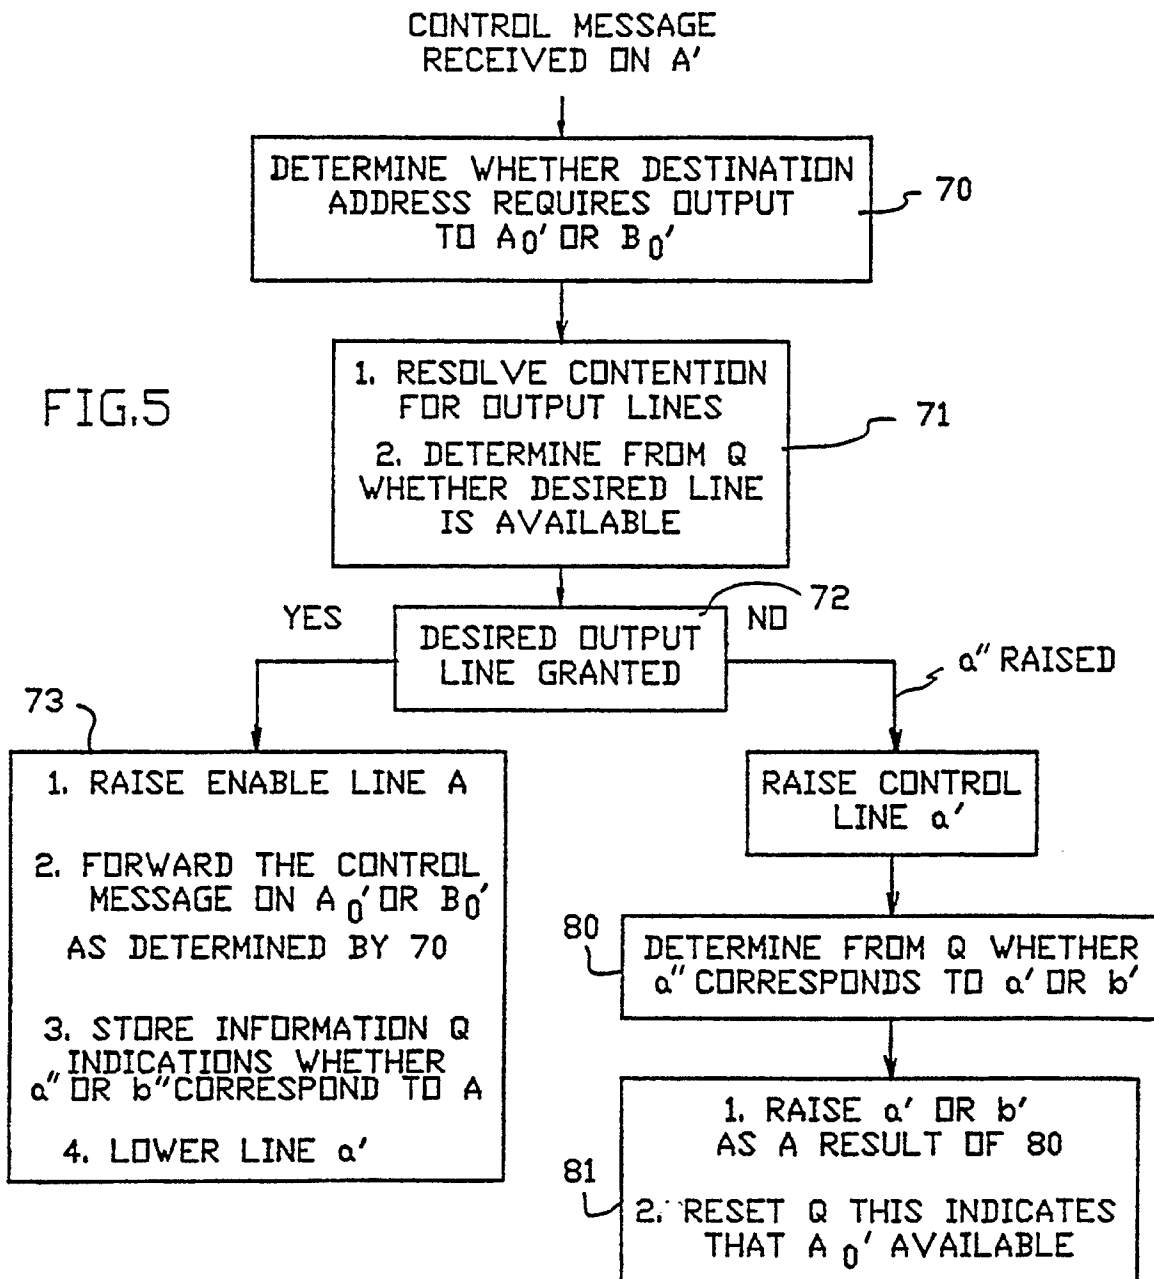 CONTROL MESSAGE
RECEIVED ON A'
DETERMINE WHETHER DESTINATION
ADDRESS REQUIRES OUTPUT
TO A0' OR B0'
70
FIG.5
1. RESOLVE CONTENTION
FOR OUTPUT LINES
2. DETERMINE FROM Q
WHETHER DESIRED LINE
IS AVAILABLE
71
YES
DESIRED OUTPUT
LINE GRANTED
72
NO
a" RAISED
73
1. RAISE ENABLE LINE A
2. FORWARD THE CONTROL
MESSAGE ON A0' OR B0'
AS DETERMINED BY 70
3. STORE INFORMATION Q
INDICATIONS WHETHER
a" OR b" CORRESPOND TO A
4. LOWER LINE a'
RAISE CONTROL
LINE a'
80
DETERMINE FROM Q WHETHER
a" CORRESPONDS TO a' OR b'
81
1. RAISE a' OR b'
AS A RESULT OF 80
2. RESET Q THIS INDICATES
THAT A0' AVAILABLE